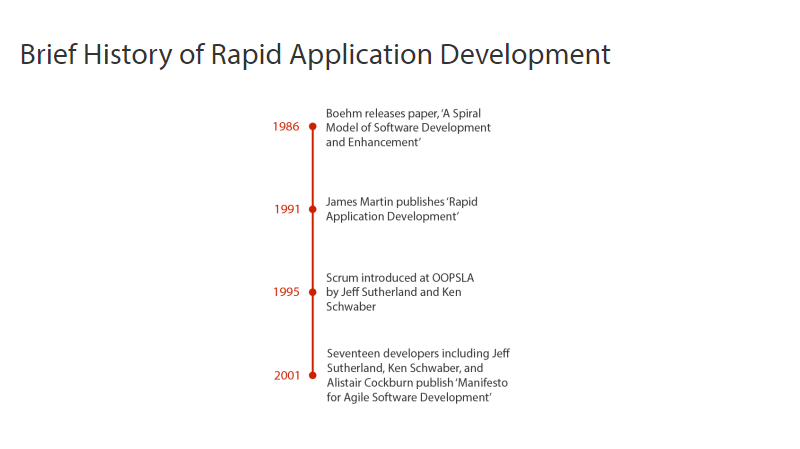 Brief History of Rapid Application Development
1986
Boehm releases paper, 'A Spiral
Model of Software Development
and Enhancement'
1991
James Martin publishes 'Rapid
Application Development'
1995
Scrum introduced at OOPSLA
by Jeff Sutherland and Ken
Schwaber
2001
Seventeen developers including Jeff
Sutherland, Ken Schwaber, and
Alistair Cockburn publish 'Manifesto
for Agile Software Development'